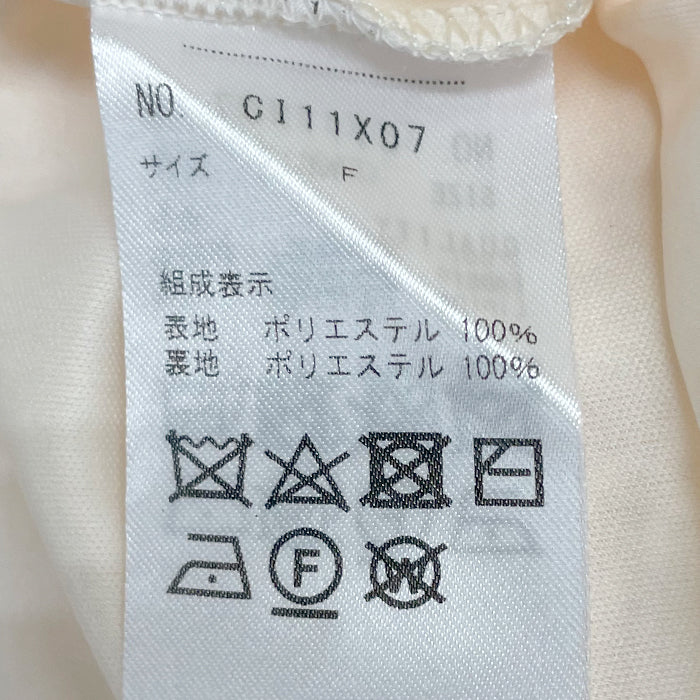 NO. CI11X07
サイズ F
組成表示
表地 ポリエステル 100%
裏地 ポリエステル 100%
F
W